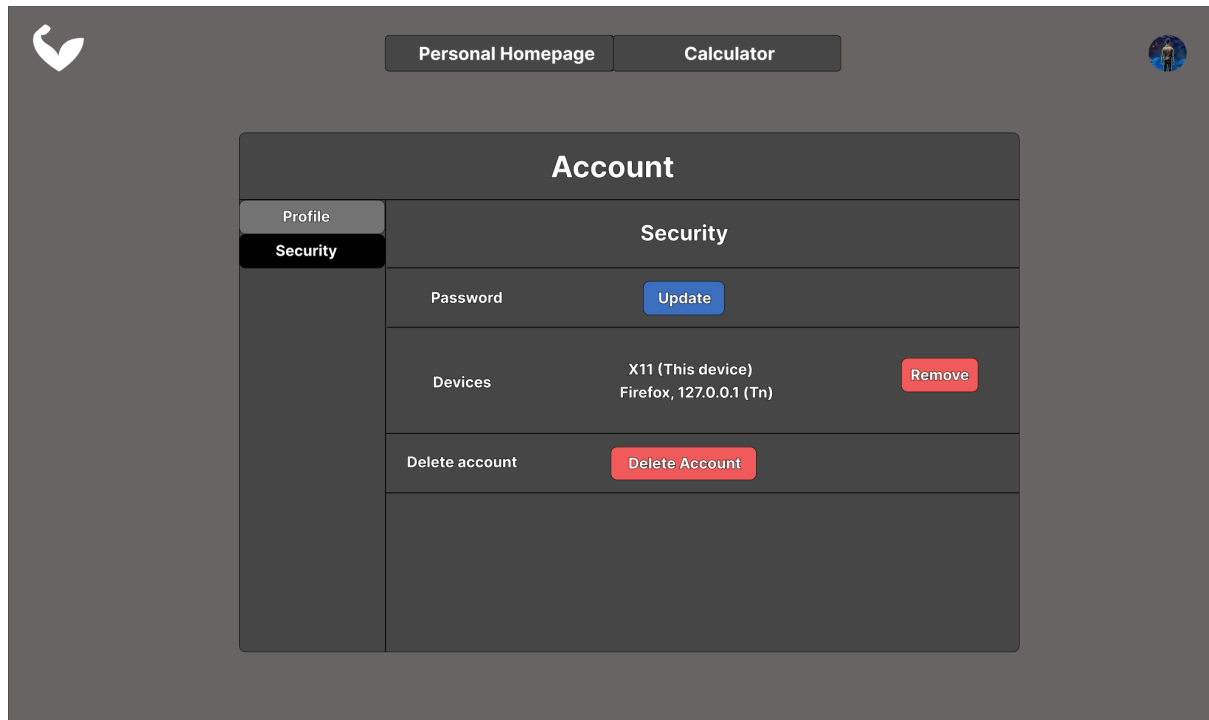 Personal Homepage
Calculator
Account
Profile
Security
Security
Password
Update
Devices
X11 (This device)
Firefox, 127.0.0.1 (Tn)
Remove
Delete account
Delete Account